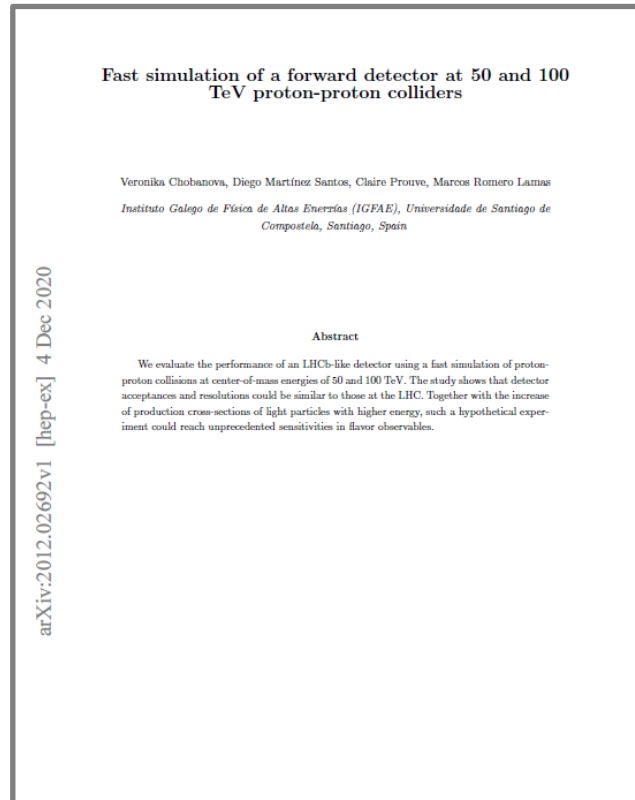 Fast simulation of a forward detector at 50 and 100
TeV proton-proton colliders
Veronika Chobanova, Diego Martínez Santos, Claire Prouve, Marcos Romero Lamas
Instituto Galego de Física de Altas Enerxías (IGFAE), Universidade de Santiago de
Compostela, Santiago, Spain
Abstract
We evaluate the performance of an LHCb-like detector using a fast simulation of proton-
proton collisions at center-of-mass energies of 50 and 100 TeV. The study shows that detector
acceptances and resolutions could be similar to those at the LHC. Together with the increase
of production cross-sections of light particles with higher energy, such a hypothetical exper-
iment could reach unprecedented sensitivities in flavor observables.
arXiv:2012.02692v1 [hep-ex] 4 Dec 2020